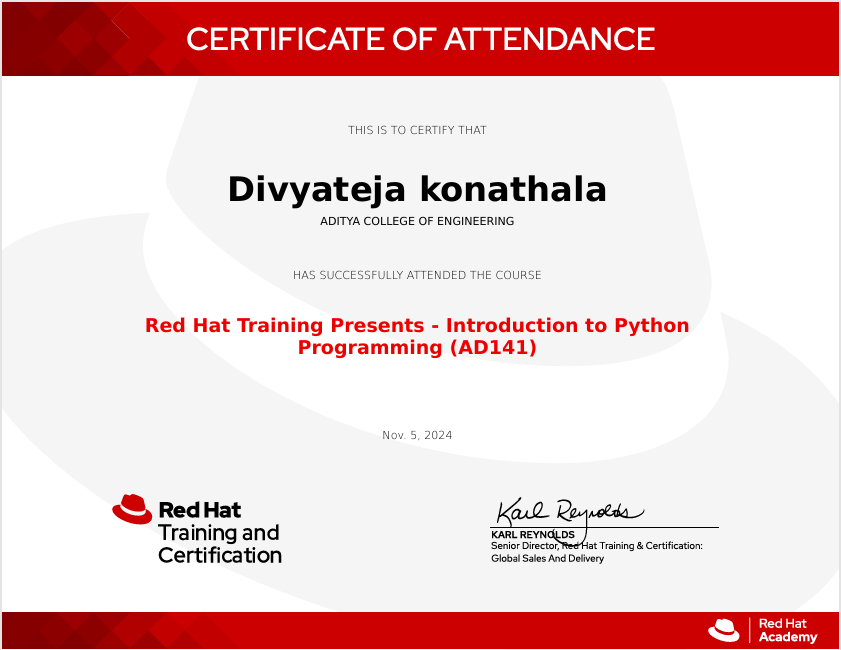 CERTIFICATE OF ATTENDANCE
THIS IS TO CERTIFY THAT
Divyateja konathala
ADITYA COLLEGE OF ENGINEERING
HAS SUCCESSFULLY ATTENDED THE COURSE
Red Hat Training Presents - Introduction to Python
Programming (AD141)
Nov. 5, 2024
Red Hat
Training and
Certification
Karl Reynolds
KARL REYNOLDS
Senior Director, Red Hat Training & Certification:
Global Sales And Delivery
Red Hat
Academy